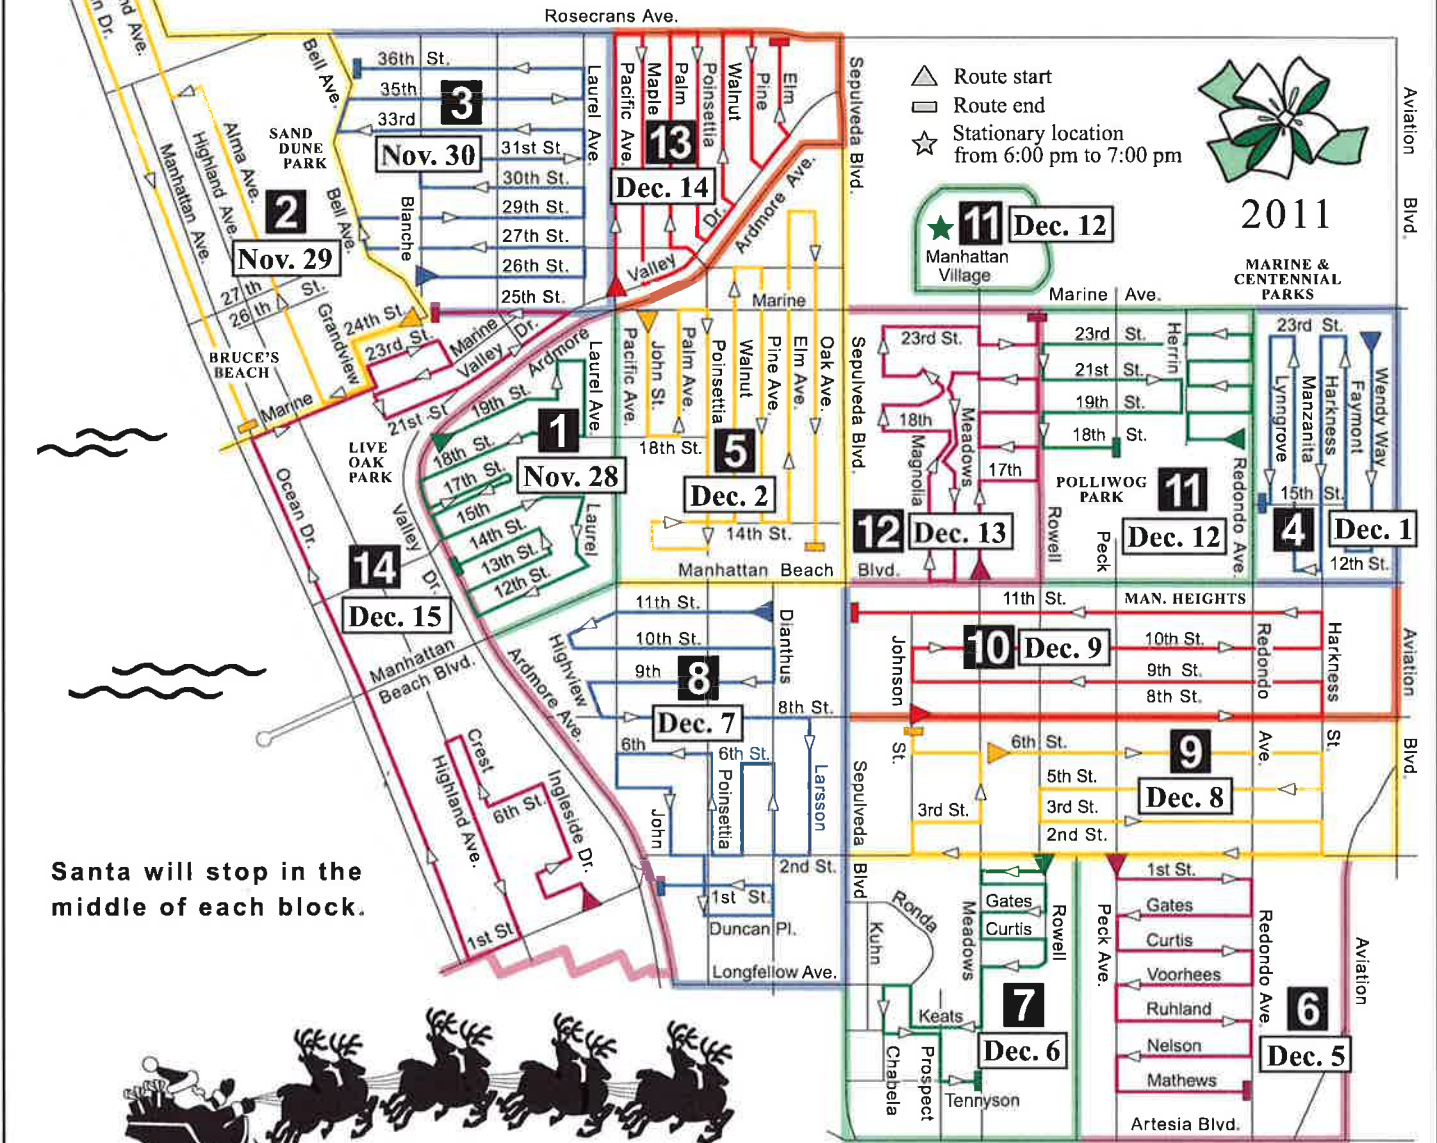 Rosecrans Ave.
n Dr.
nd Ave.
Bell Ave.
36th St.
35th
33rd
31st St.
30th St.
29th St.
27th St.
26th St.
25th St.
3
Nov. 30
Laurel Ave.
Blanche
SAND
DUNE
PARK
Bell Ave.
Alma Ave.
Highland Ave.
Manhattan Ave.
2
Nov. 29
27th
26th St.
Grandview
24th St.
23rd St.
21st St
Marine
BRUCE'S
BEACH
Marine
Valley Dr.
Ardmore
Pacific Ave.
Maple
Palm
Poinsettia
Walnut
Pine
Elm
13
Dec. 14
Dr.
Valley
Ardmore Ave.
Sepulveda Blvd.
Route start
Route end
Stationary location
from 6:00 pm to 7:00 pm
2011
Aviation
Blvd.
11
Dec. 12
Manhattan
Village
MARINE &
CENTENNIAL
PARKS
Marine Ave.
Marine
Pacific Ave.
John St.
Palm Ave.
Poinsettia
Walnut
Pine Ave.
Elm Ave.
Oak Ave.
18th St.
5
Dec. 2
14th St.
Manhattan Beach Blvd.
19th St.
Laurel Ave.
18th St.
17th St.
15th
14th St.
13th St.
12th St.
Laurel
1
Nov. 28
LIVE
OAK
PARK
Valley
Dr.
Ocean Dr.
14
Dec. 15
Manhattan
Beach Blvd.
Ardmore Ave.
Sepulveda Blvd.
23rd St.
18th
Magnolia
Meadows
17th
12
Dec. 13
Rowell
23rd St.
21st St.
19th St.
18th St.
Herrin
POLLIWOG
PARK
11
Dec. 12
Peck
Redondo Ave.
23rd St.
Lynngrove
Manzanita
Harkness
Faymont
Wendy Way
15th St.
4
Dec. 1
12th St.
11th St.
MAN. HEIGHTS
Johnson
St.
10
Dec. 9
10th St.
9th St.
8th St.
Redondo
Ave.
Harkness
St.
Aviation
Blvd.
11th St.
10th St.
9th
Highview
Dianthus
8
Dec. 7
8th St.
6th
6th St.
John
Poinsettia
Larsson
Sepulveda
Blvd
2nd St.
1st St.
Duncan Pl.
Longfellow Ave.
6th St.
9
Dec. 8
5th St.
3rd St.
3rd St.
2nd St.
Crest
Highland Ave.
6th St.
Ingleside Dr.
1st St
Santa will stop in the
middle of each block.
Ronda
Kuhn
Meadows
Gates
Curtis
Rowell
7
Dec. 6
Keats
Chabela
Prospect
Tennyson
Peck Ave.
1st St.
Gates
Curtis
Voorhees
Ruhland
Nelson
Mathews
Redondo Ave.
6
Dec. 5
Aviation
Artesia Blvd.